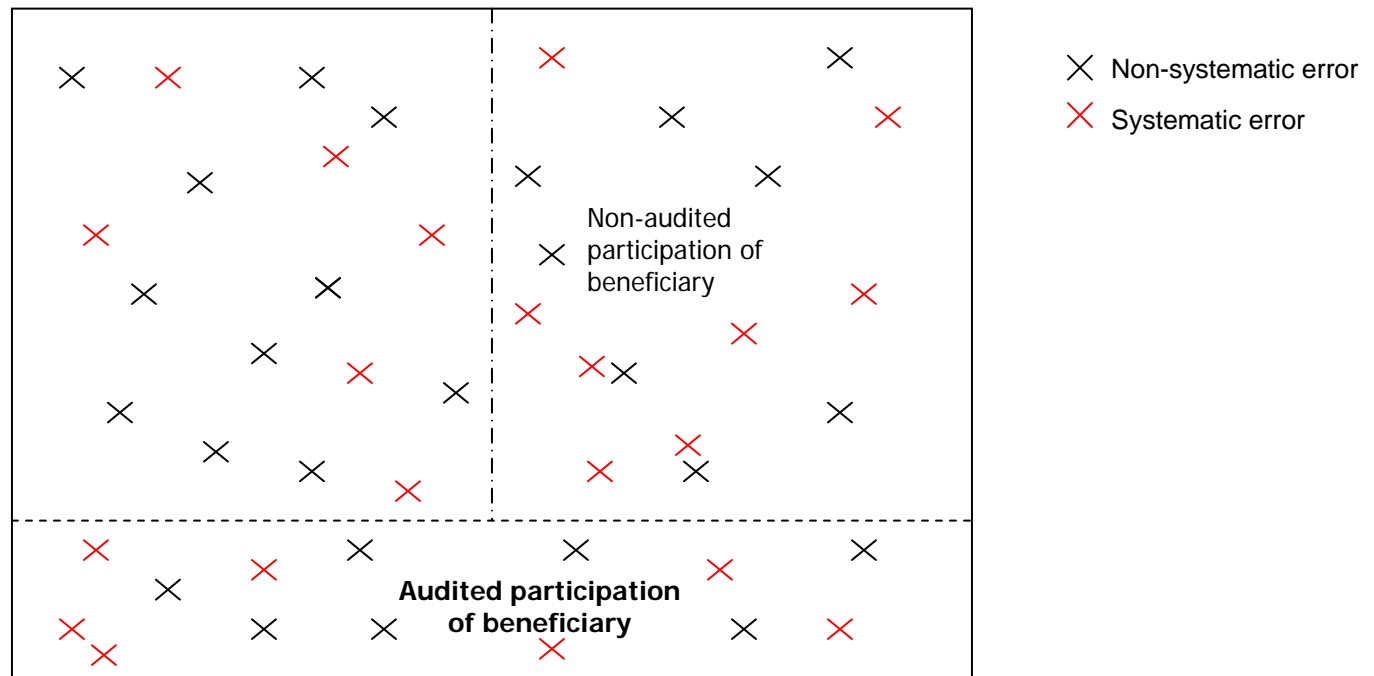 Non-systematic error
Systematic error
Non-audited
participation of
beneficiary
Audited participation
of beneficiary